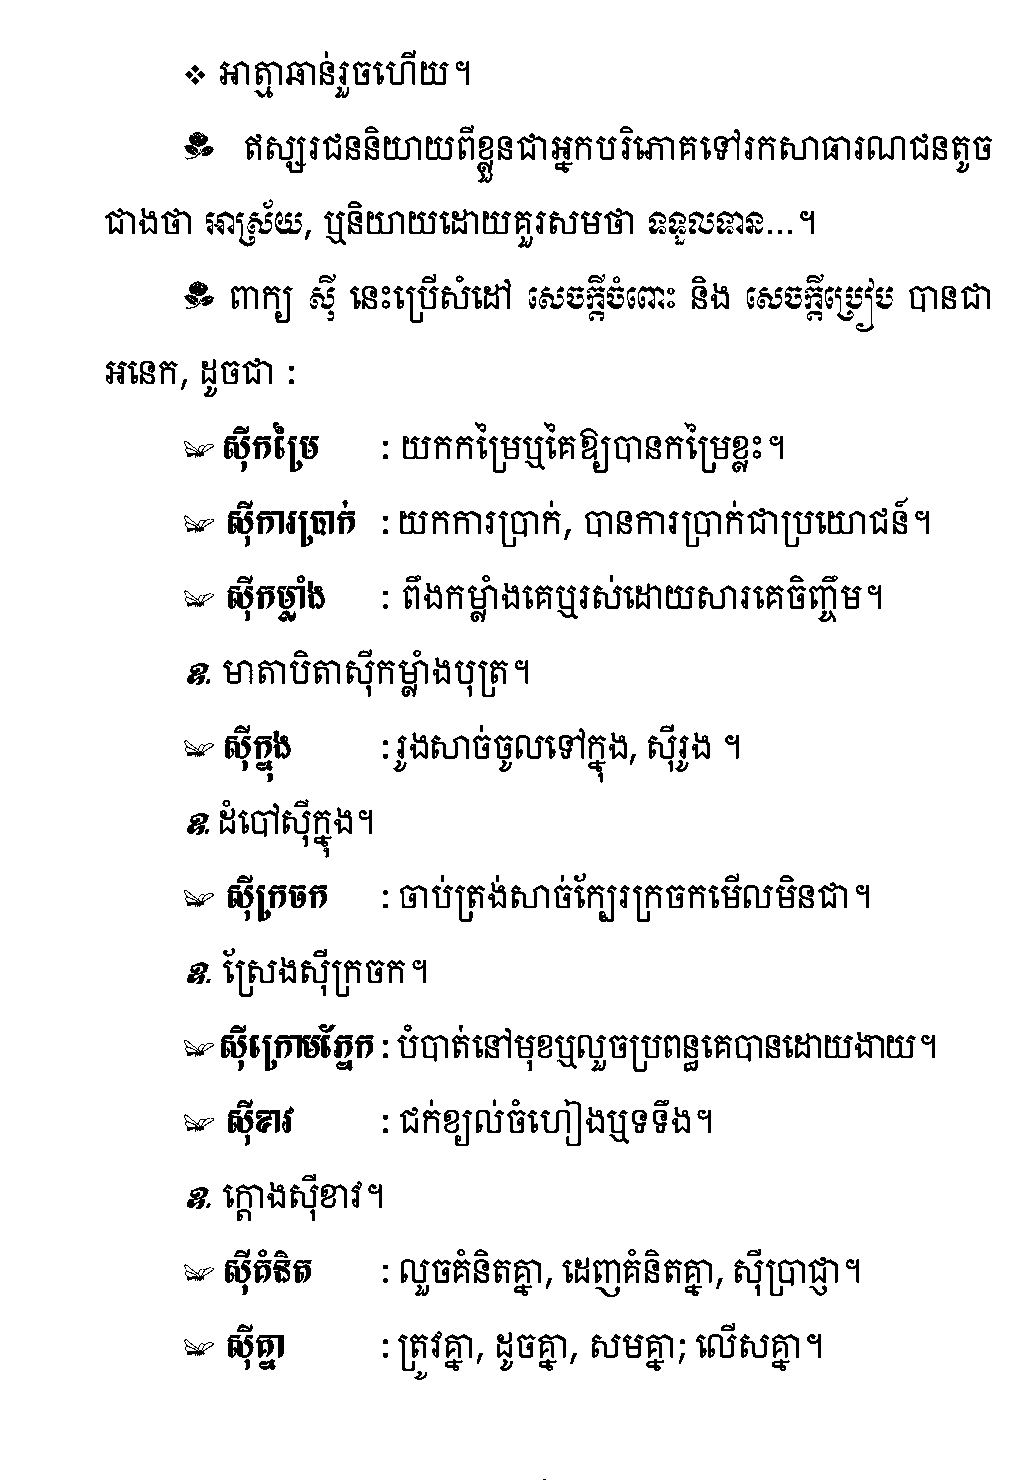 ❖ អាត្មាឆាន់រួចហើយ។
ឥស្សរជននិយាយពីខ្លួនជាអ្នកបរិភោគទៅរកសាធារណជនតូច
ជាងថា អាស្រ័យ, ឬនិយាយដោយគួរសមថា ទទួលទាន...។
ពាក្យ ស៊ី នេះប្រើសំដៅ សេចក្ដីចំពោះ និង សេចក្ដីប្រៀប បានជា
អនេក, ដូចជា :
ស៊ីកម្រៃ : យកកម្រៃឬគៃឱ្យបានកម្រៃខ្លះ។
ស៊ីការប្រាក់ : យកការប្រាក់, បានការប្រាក់ជាប្រយោជន៍។
ស៊ីកម្លាំង : ពឹងកម្លាំងគេឬរស់ដោយសារគេចិញ្ចឹម។
ឧ. មាតាបិតាស៊ីកម្លាំងបុត្រ។
ស៊ីក្នុង : រូងសាច់ចូលទៅក្នុង, ស៊ីរូង ។
ឧ. ដំបៅស៊ីក្នុង។
ស៊ីក្រចក : ចាប់ត្រង់សាច់ក្បែរក្រចកមើលមិនជា។
ឧ. ស្រែងស៊ីក្រចក។
ស៊ីក្រោមភ្នែក : បំបាត់នៅមុខឬលួចប្រពន្ធគេបានដោយងាយ។
ស៊ីខាវ : ជក់ខ្យល់ចំហៀងឬទទឹង។
ឧ. ក្ដោងស៊ីខាវ។
ស៊ីគំនិត : លួចគំនិតគ្នា, ដេញគំនិតគ្នា, ស៊ីប្រាជ្ញា។
ស៊ីគ្នា : ត្រូវគ្នា, ដូចគ្នា, សមគ្នា; លើសគ្នា។